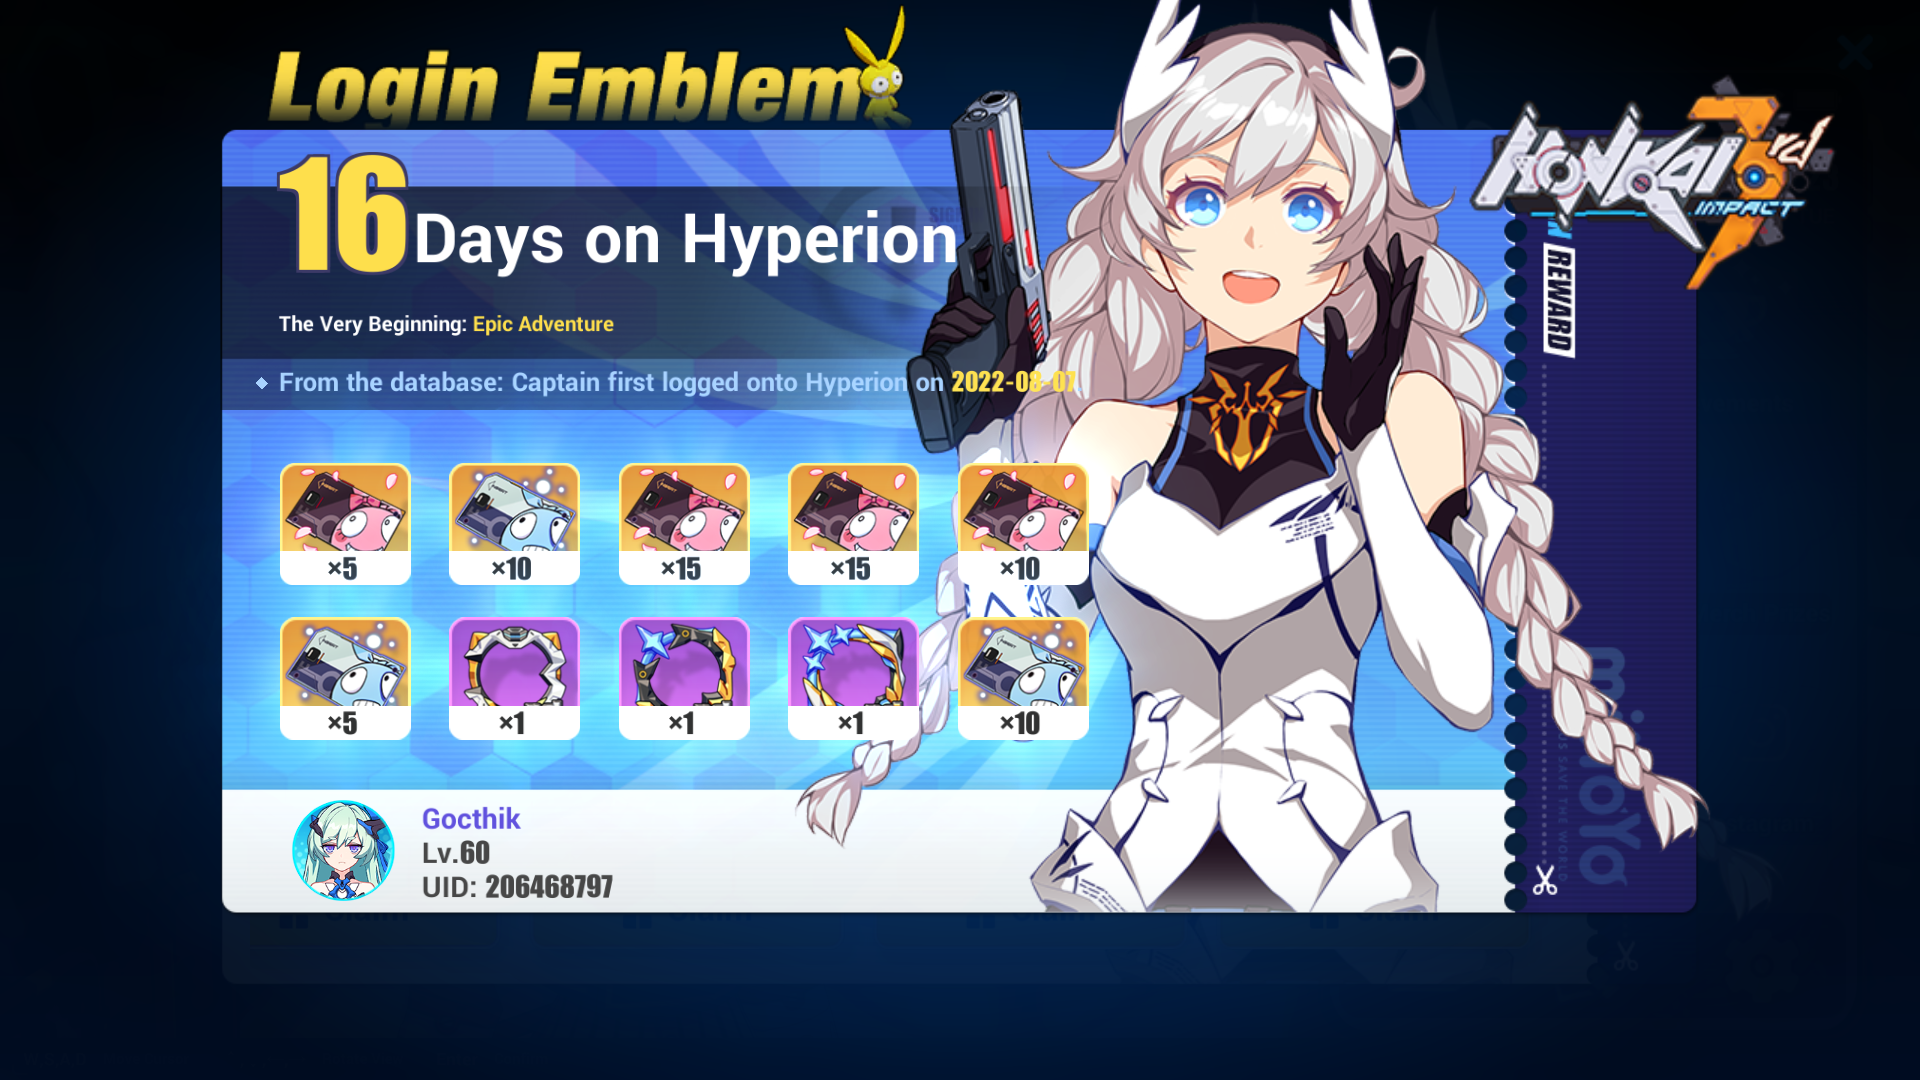 Login Emblem
HONKAI 3rd
IMPACT
16 Days on Hyperion
REWARD
The Very Beginning: Epic Adventure
From the database: Captain first logged onto Hyperion on 2022-08-07
×5
×10
×15
×15
×10
×5
×1
×1
×1
×10
Gocthik
Lv.60
UID: 206468797